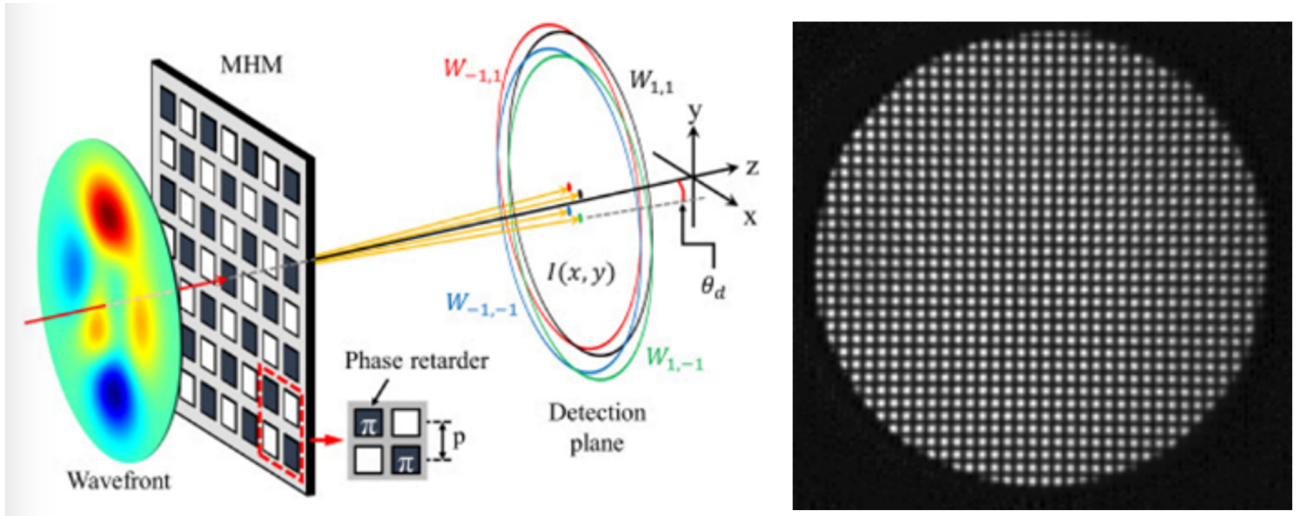 MHM
W₋₁,₁
W₁,₁
y
z
x
I(x, y)
θd
W₋₁,₋₁
W₁,₋₁
Phase retarder
π
p
π
Detection
plane
Wavefront